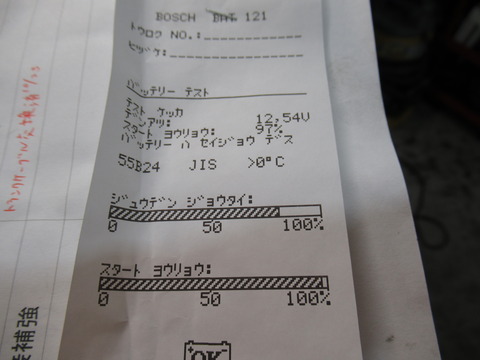 BOSCH BAT 121
トウロク NO.:
ヒヅケ:
バッテリー テスト
テスト ケッカ
デンアツ: 12,54V
スタート ヨウリョウ: 97%
バッテリー ハ セイジョウ デス
55B24 JIS >0°C
ジュウデン ジョウタイ:
0 50 100%
スタート ヨウリョウ:
0 50 100%
OK
補強